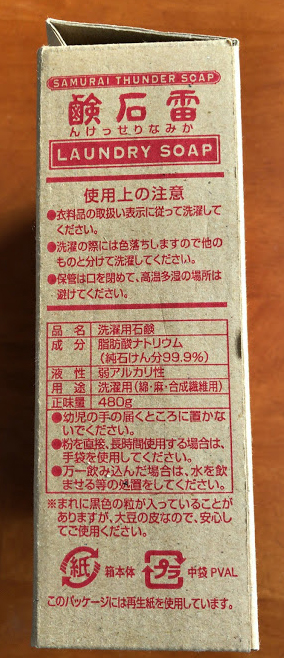 SAMURAI THUNDER SOAP
鹸石雷
んけっせりなみか
LAUNDRY SOAP
使用上の注意
●衣料品の取扱い表示に従って洗濯して
ください。
●洗濯の際には色落ちしますので他の
ものと分けて洗濯してください。
●保管は口を閉めて、高温多湿の場所は
避けてください。
品名 洗濯用石鹸
成分 脂肪酸ナトリウム
(純石けん分99.9%)
液性 弱アルカリ性
用途 洗濯用(綿・麻・合成繊維用)
正味量 480g
●幼児の手の届くところに置かな
いでください。
●粉を直接、長時間使用する場合は、
手袋を使用してください。
●万一飲み込んだ場合は、水を飲
ませる等の処置をしてください。
※まれに黒色の粒が入っていることが
ありますが、大豆の皮なので、安心し
てご使用ください。
紙 箱本体 プラ 中袋 PVAL
このパッケージには再生紙を使用しています。